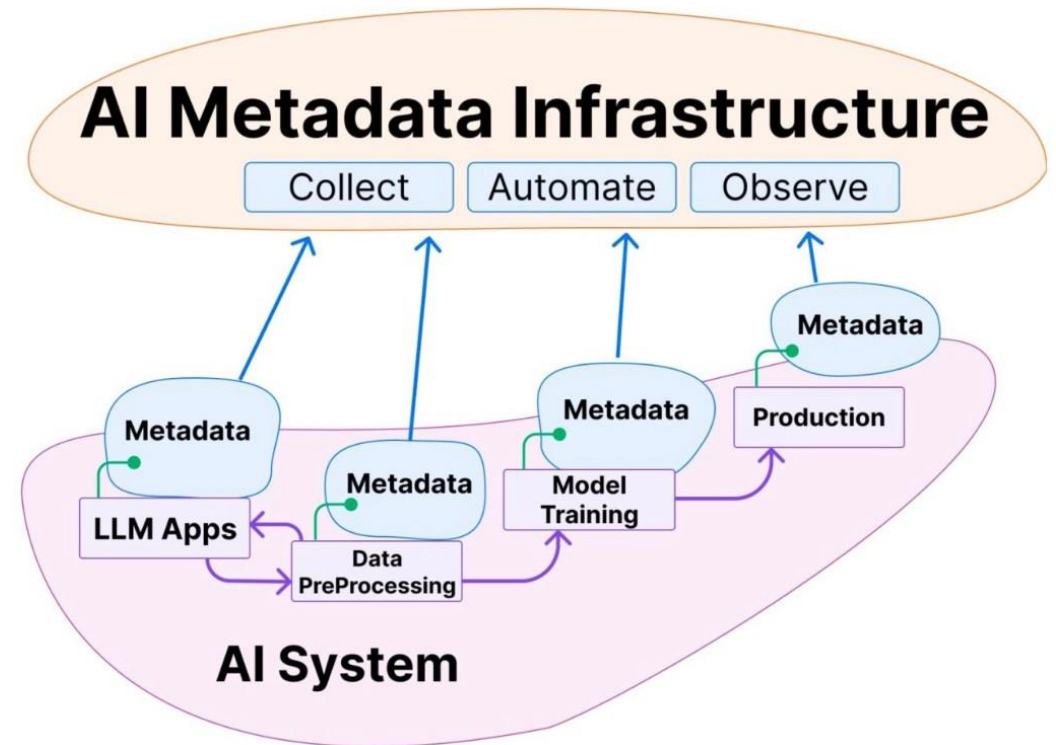 AI Metadata Infrastructure
Collect
Automate
Observe
Metadata
Metadata
Metadata
Metadata
Production
Model
Training
LLM Apps
Data
PreProcessing
AI System